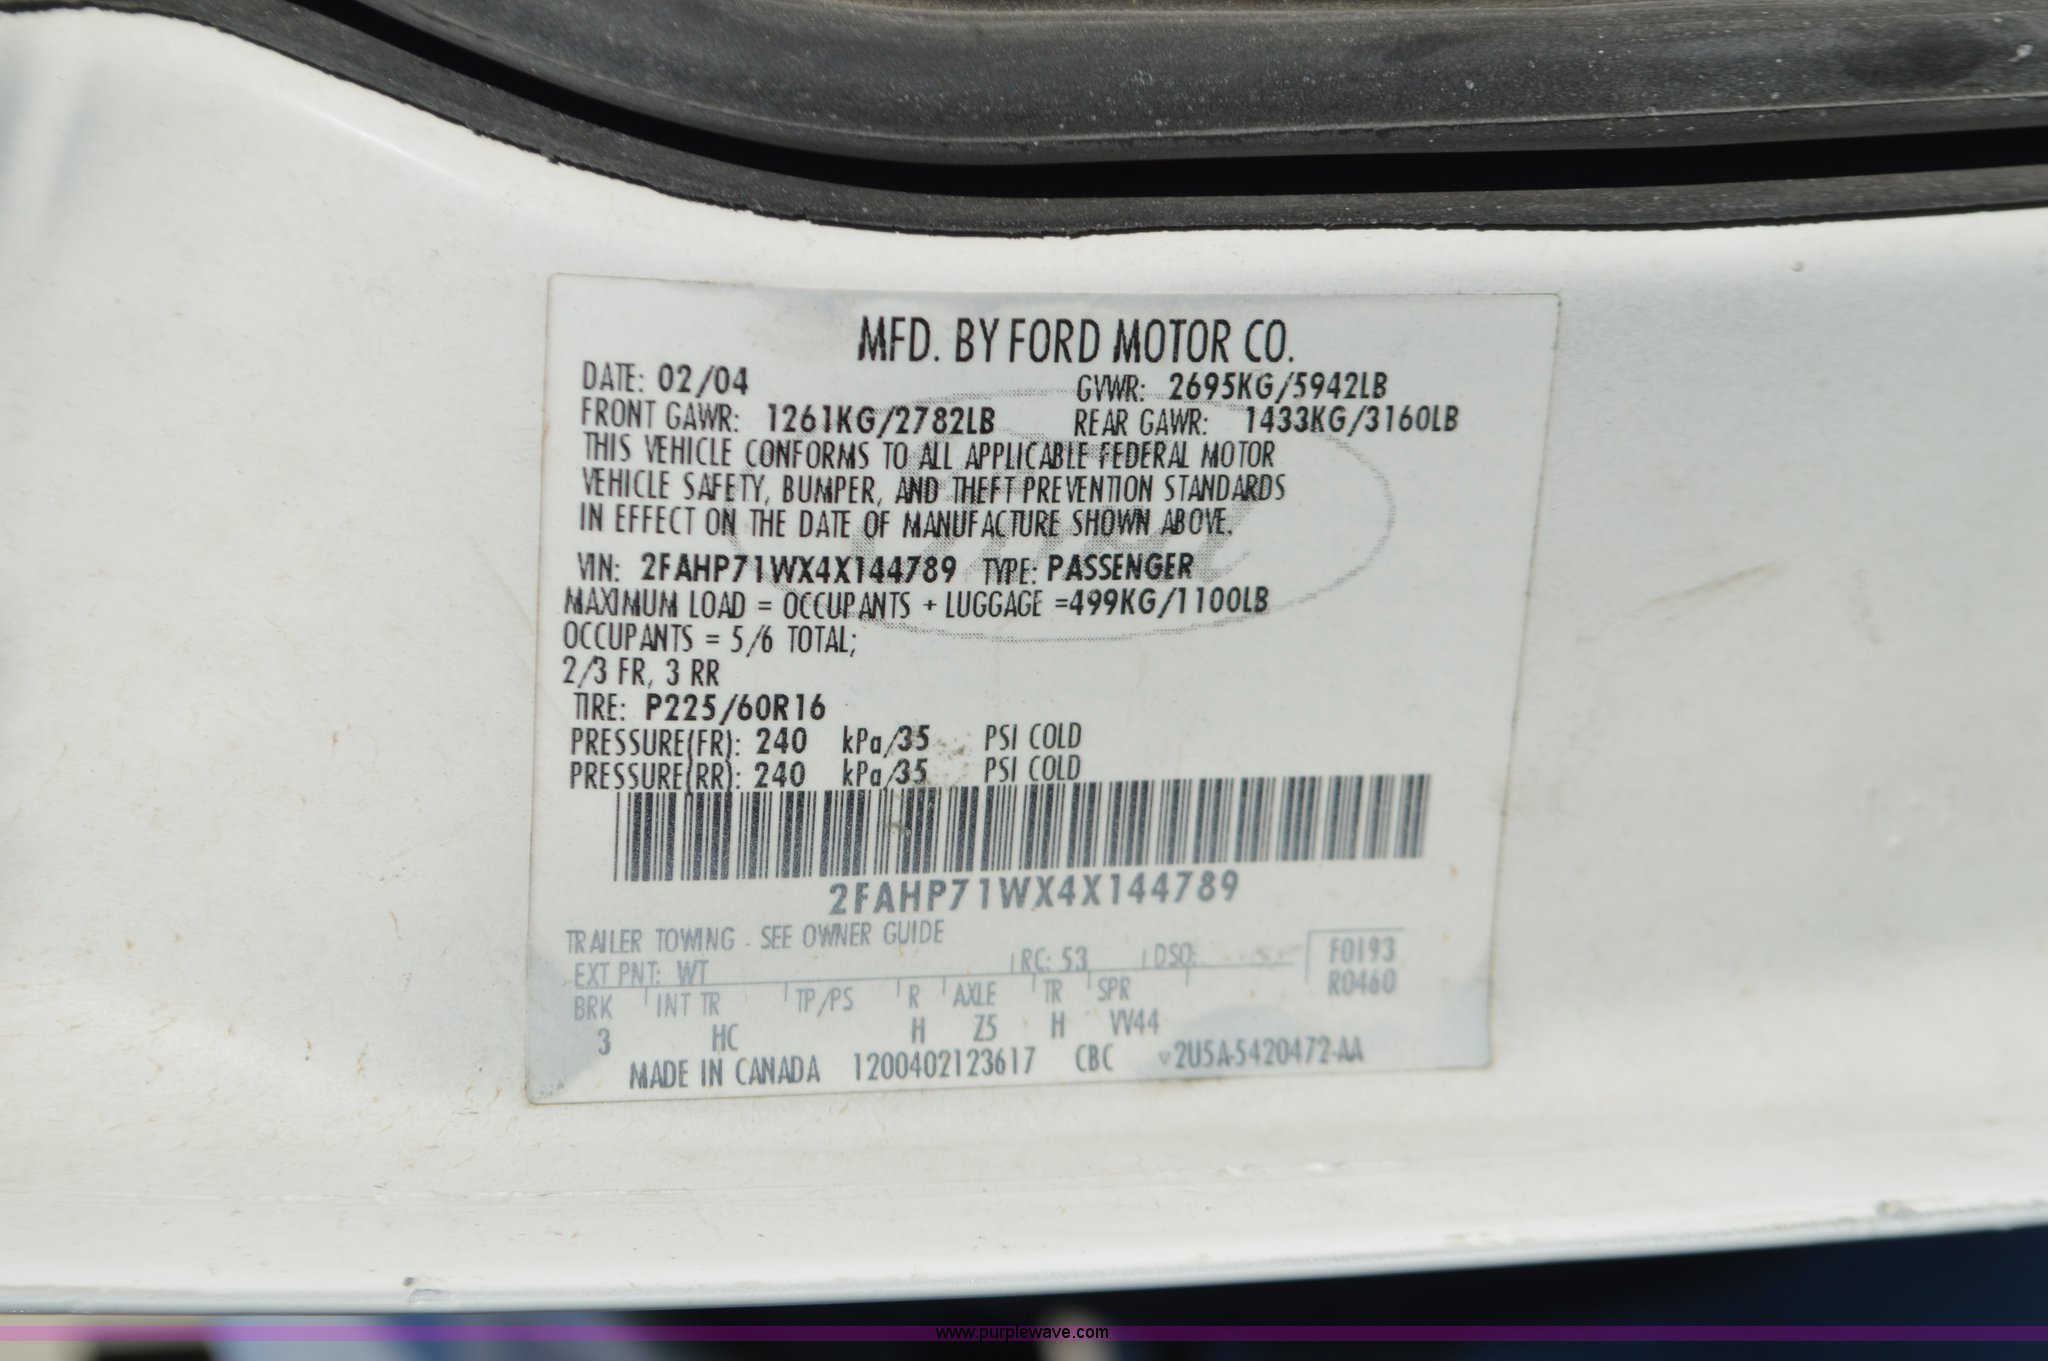 MFD. BY FORD MOTOR CO.
DATE: 02/04 GVWR: 2695KG/5942LB
FRONT GAWR: 1261KG/2782LB REAR GAWR: 1433KG/3160LB
THIS VEHICLE CONFORMS TO ALL APPLICABLE FEDERAL MOTOR
VEHICLE SAFETY, BUMPER, AND THEFT PREVENTION STANDARDS
IN EFFECT ON THE DATE OF MANUFACTURE SHOWN ABOVE.
VIN: 2FAHP71WX4X144789 TYPE: PASSENGER
MAXIMUM LOAD = OCCUPANTS + LUGGAGE =499KG/1100LB
OCCUPANTS = 5/6 TOTAL;
2/3 FR, 3 RR
TIRE: P225/60R16
PRESSURE(FR): 240 kPa/35 PSI COLD
PRESSURE(RR): 240 kPa/35 PSI COLD
2FAHP71WX4X144789
TRAILER TOWING - SEE OWNER GUIDE
EXT PNT: WT RC: 53 DSO: F0193
R0460
BRK INT TR TP/PS R AXLE TR SPR
3 HC H Z5 H VV44
MADE IN CANADA 1200402123617 CBC ▽2U5A-5420472-AA
www.purplewave.com